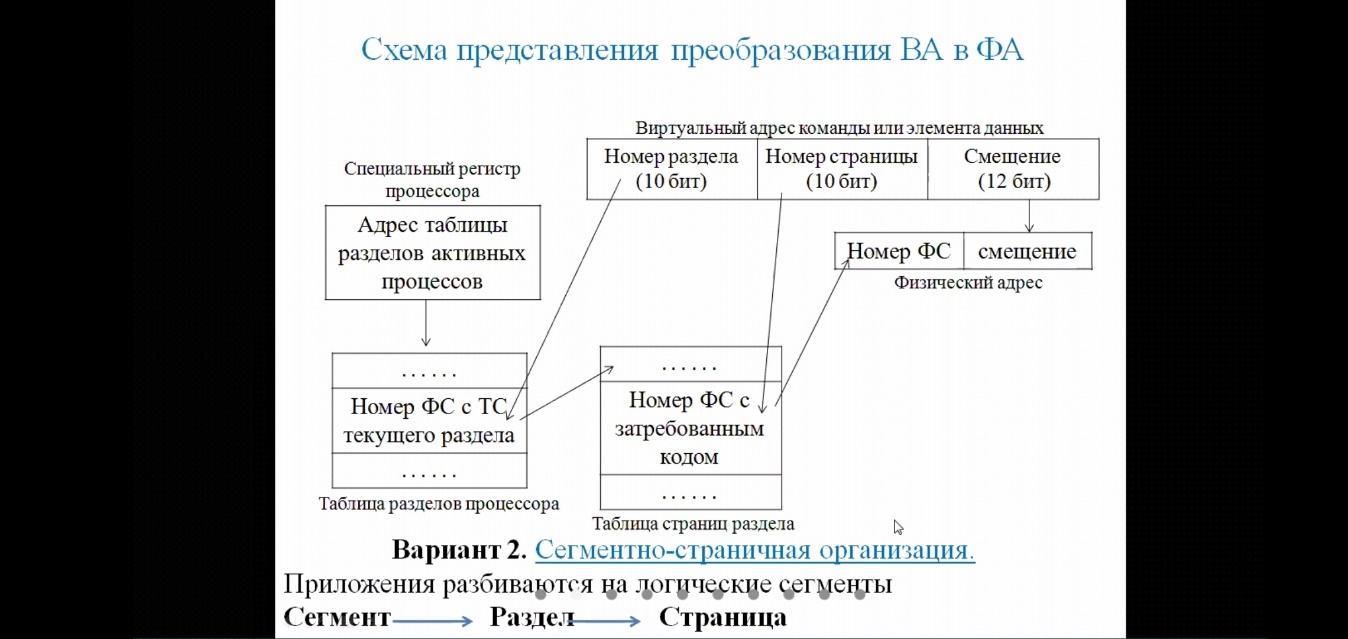 Схема представления преобразования ВА в ФА
Виртуальный адрес команды или элемента данных
Номер раздела
(10 бит)
Номер страницы
(10 бит)
Смещение
(12 бит)
Специальный регистр
процессора
Адрес таблицы
разделов активных
процессов
Номер ФС
смещение
Физический адрес
......
Номер ФС с ТС
текущего раздела
......
Таблица разделов процессора
......
Номер ФС с
затребованным
кодом
......
Таблица страниц раздела
Вариант 2. Сегментно-страничная организация.
Приложения разбиваются на логические сегменты
Сегмент Раздел Страница